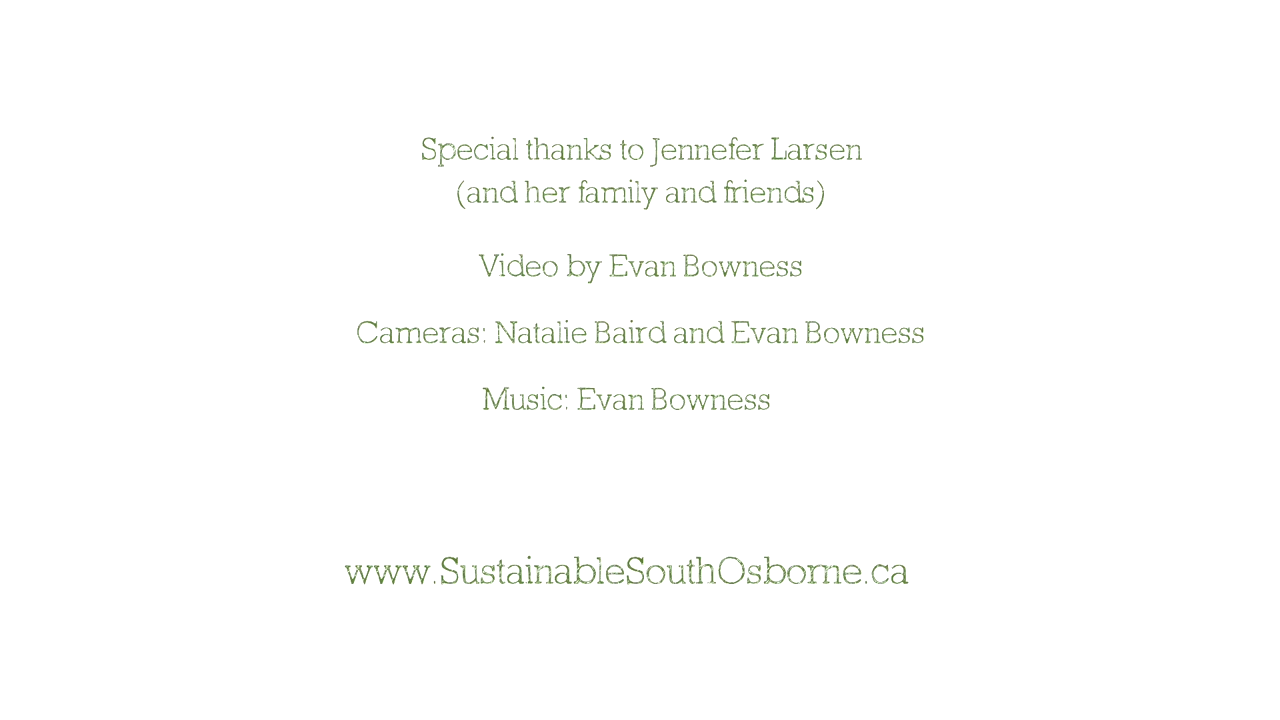 Special thanks to Jennefer Larsen
(and her family and friends)
Video by Evan Bowness
Cameras: Natalie Baird and Evan Bowness
Music: Evan Bowness
www.SustainableSouthOsborne.ca